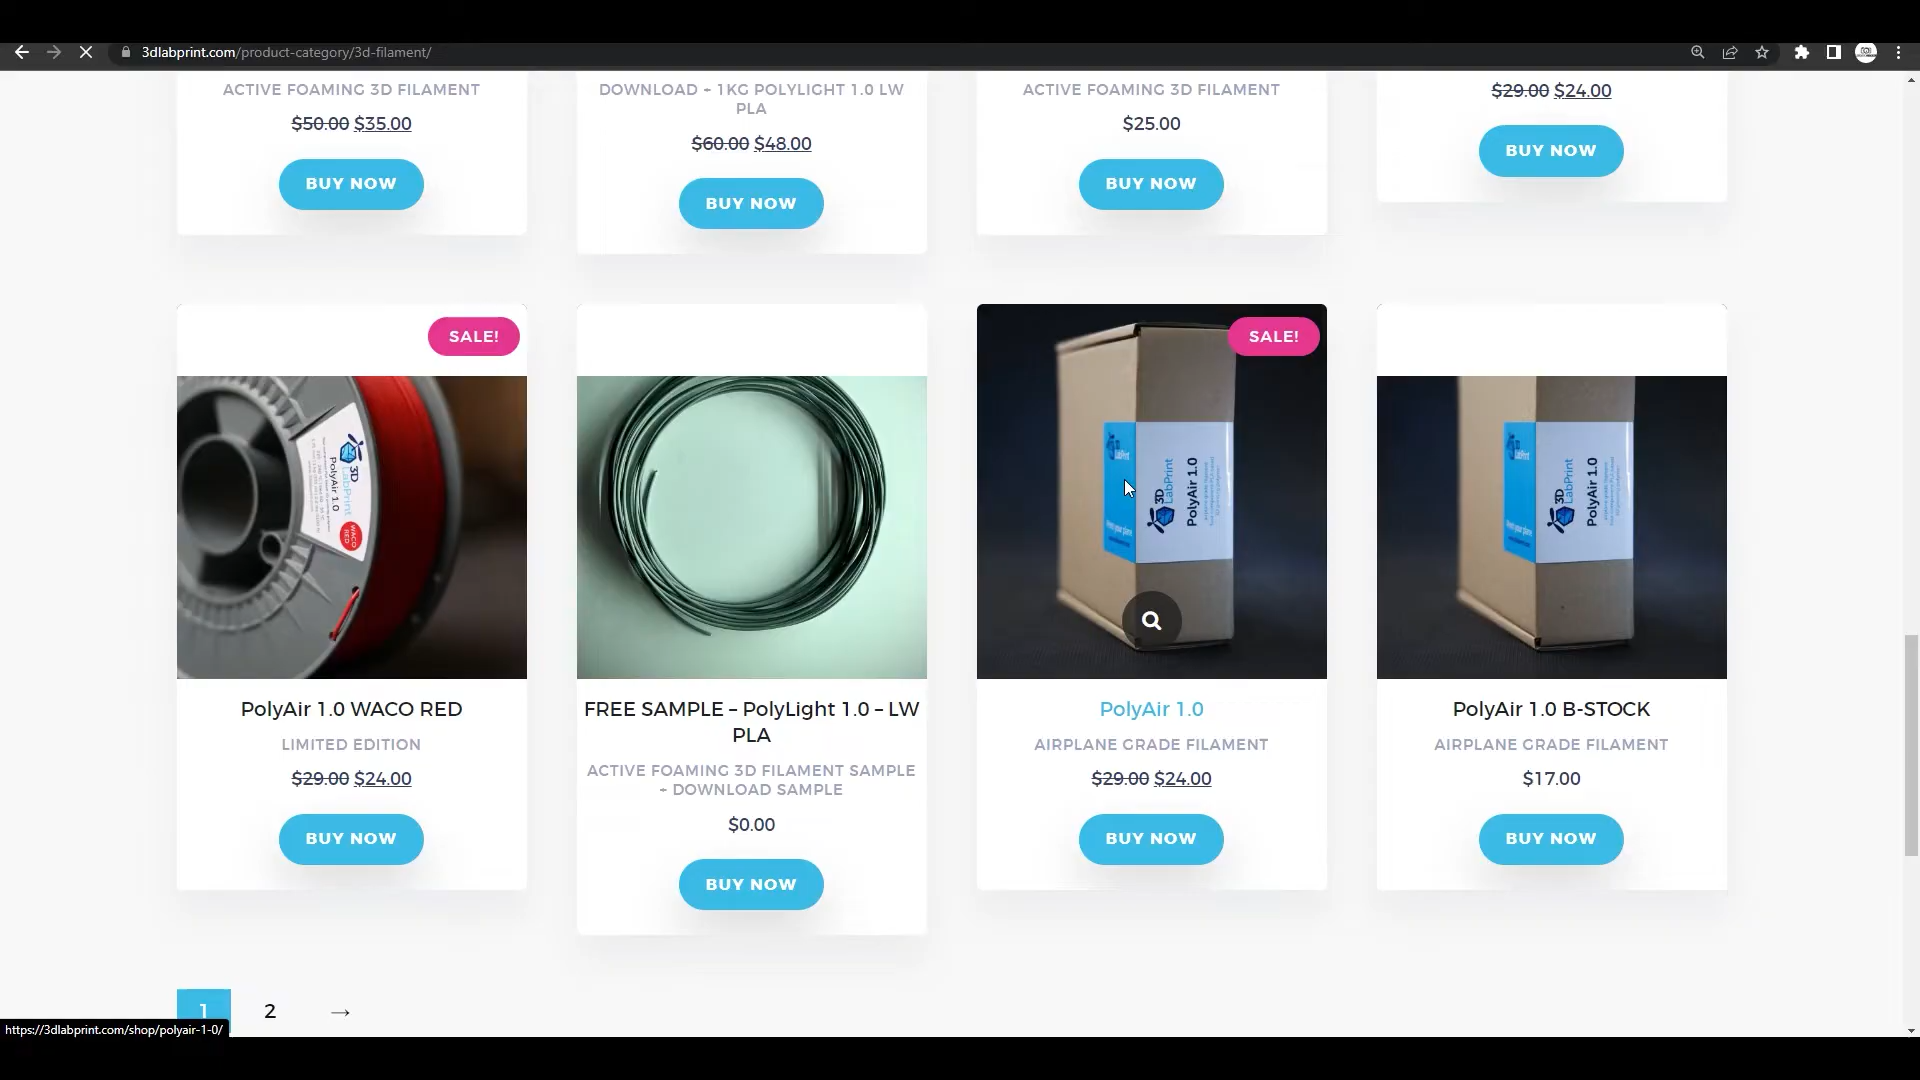 3dlabprint.com/product-category/3d-filament/
ACTIVE FOAMING 3D FILAMENT
$50.00 $35.00
BUY NOW
DOWNLOAD + 1KG POLYLIGHT 1.0 LW
PLA
$60.00 $48.00
BUY NOW
ACTIVE FOAMING 3D FILAMENT
$25.00
BUY NOW
$29.00 $24.00
BUY NOW
SALE!
3D
LabPrint
PolyAir 1.0
WACO
RED
PolyAir 1.0 WACO RED
LIMITED EDITION
$29.00 $24.00
BUY NOW
FREE SAMPLE – PolyLight 1.0 – LW
PLA
ACTIVE FOAMING 3D FILAMENT SAMPLE
+ DOWNLOAD SAMPLE
$0.00
BUY NOW
SALE!
3D
LabPrint
PolyAir 1.0
PolyAir 1.0
AIRPLANE GRADE FILAMENT
$29.00 $24.00
BUY NOW
3D
LabPrint
PolyAir 1.0
PolyAir 1.0 B-STOCK
AIRPLANE GRADE FILAMENT
$17.00
BUY NOW
1 2 →
https://3dlabprint.com/shop/polyair-1-0/